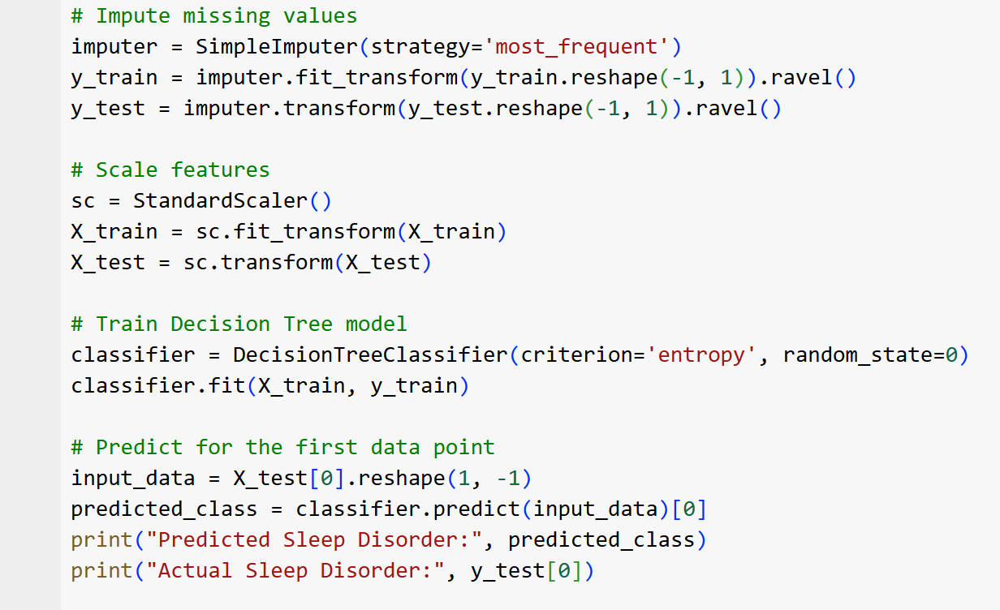 # Impute missing values
imputer = SimpleImputer(strategy='most_frequent')
y_train = imputer.fit_transform(y_train.reshape(-1, 1)).ravel()
y_test = imputer.transform(y_test.reshape(-1, 1)).ravel()
# Scale features
sc = StandardScaler()
X_train = sc.fit_transform(X_train)
X_test = sc.transform(X_test)
# Train Decision Tree model
classifier = DecisionTreeClassifier(criterion='entropy', random_state=0)
classifier.fit(X_train, y_train)
# Predict for the first data point
input_data = X_test[0].reshape(1, -1)
predicted_class = classifier.predict(input_data)[0]
print("Predicted Sleep Disorder:", predicted_class)
print("Actual Sleep Disorder:", y_test[0])